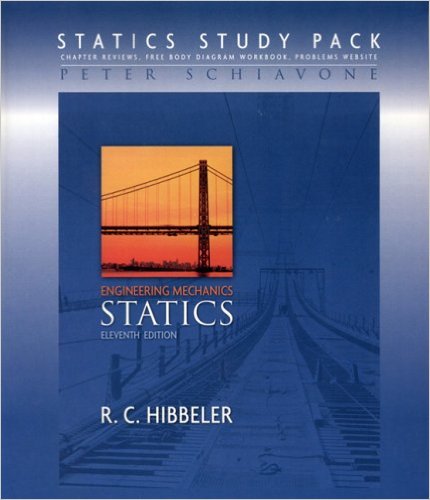 STATICS STUDY PACK
CHAPTER REVIEWS, FREE BODY DIAGRAM WORKBOOK, PROBLEMS WEBSITE
PETER SCHIAVONE
ENGINEERING MECHANICS
STATICS
ELEVENTH EDITION
R. C. HIBBELER